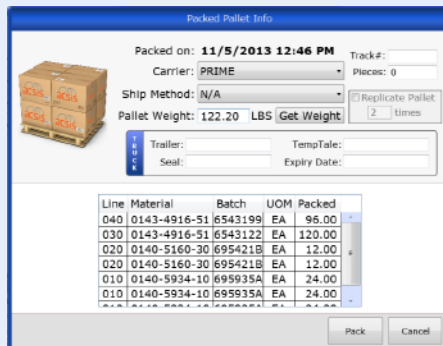 Packed Pallet Info
Packed on: 11/5/2013 12:46 PM
Track#:
Carrier: PRIME
Pieces: 0
Ship Method: N/A
Replicate Pallet
2 times
Pallet Weight: 122.20 LBS Get Weight
TRUCK
Trailer:
TempTale:
Seal:
Expiry Date:
acsis
acsis
acsis
acsis
Line Material Batch UOM Packed
040 0143-4916-51 6543199 EA 96.00
030 0143-4916-51 6543122 EA 120.00
020 0140-5160-30 695421B EA 12.00
020 0140-5160-30 695421B EA 12.00
010 0140-5934-10 695935A EA 24.00
010 0140-5934-10 695935A EA 24.00
Pack Cancel